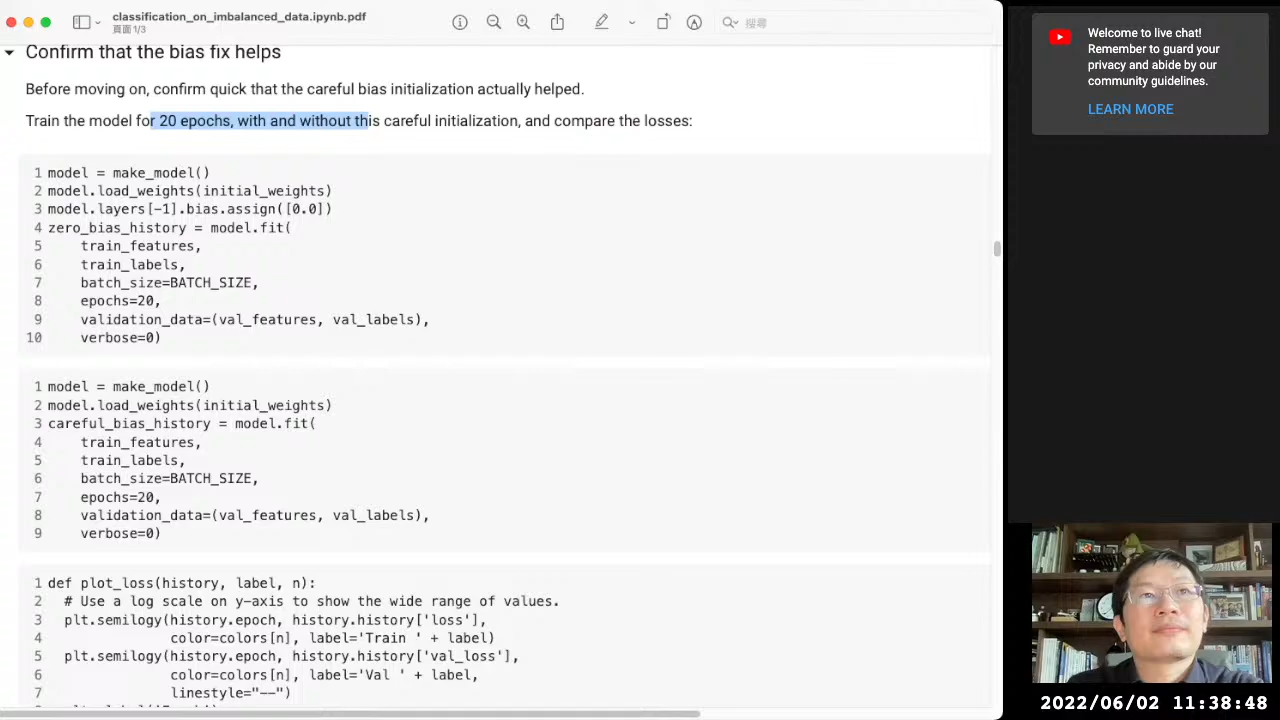 classification_on_imbalanced_data.ipynb.pdf
頁面 1/3
搜尋
Confirm that the bias fix helps
Before moving on, confirm quick that the careful bias initialization actually helped.
Train the model for 20 epochs, with and without this careful initialization, and compare the losses:
1 model = make_model()
2 model.load_weights(initial_weights)
3 model.layers[-1].bias.assign([0.0])
4 zero_bias_history = model.fit(
5     train_features,
6     train_labels,
7     batch_size=BATCH_SIZE,
8     epochs=20,
9     validation_data=(val_features, val_labels),
10     verbose=0)
1 model = make_model()
2 model.load_weights(initial_weights)
3 careful_bias_history = model.fit(
4     train_features,
5     train_labels,
6     batch_size=BATCH_SIZE,
7     epochs=20,
8     validation_data=(val_features, val_labels),
9     verbose=0)
1 def plot_loss(history, label, n):
2   # Use a log scale on y-axis to show the wide range of values.
3   plt.semilogy(history.epoch, history.history['loss'],
4                color=colors[n], label='Train ' + label)
5   plt.semilogy(history.epoch, history.history['val_loss'],
6                color=colors[n], label='Val ' + label,
7                linestyle="--")
Welcome to live chat!
Remember to guard your
privacy and abide by our
community guidelines.
LEARN MORE
2022/06/02 11:38:48